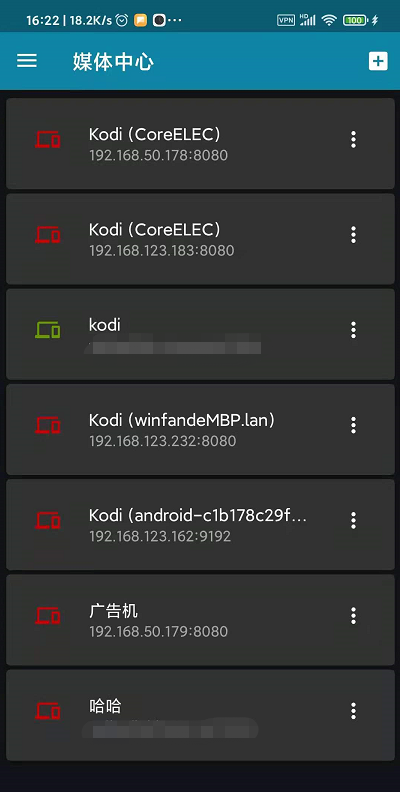 16:22 | 18.2K/s
VPN HD 100
媒体中心
Kodi (CoreELEC)
192.168.50.178:8080
Kodi (CoreELEC)
192.168.123.183:8080
kodi
Kodi (winfandeMBP.lan)
192.168.123.232:8080
Kodi (android-c1b178c29f...
192.168.123.162:9192
广告机
192.168.50.179:8080
哈哈